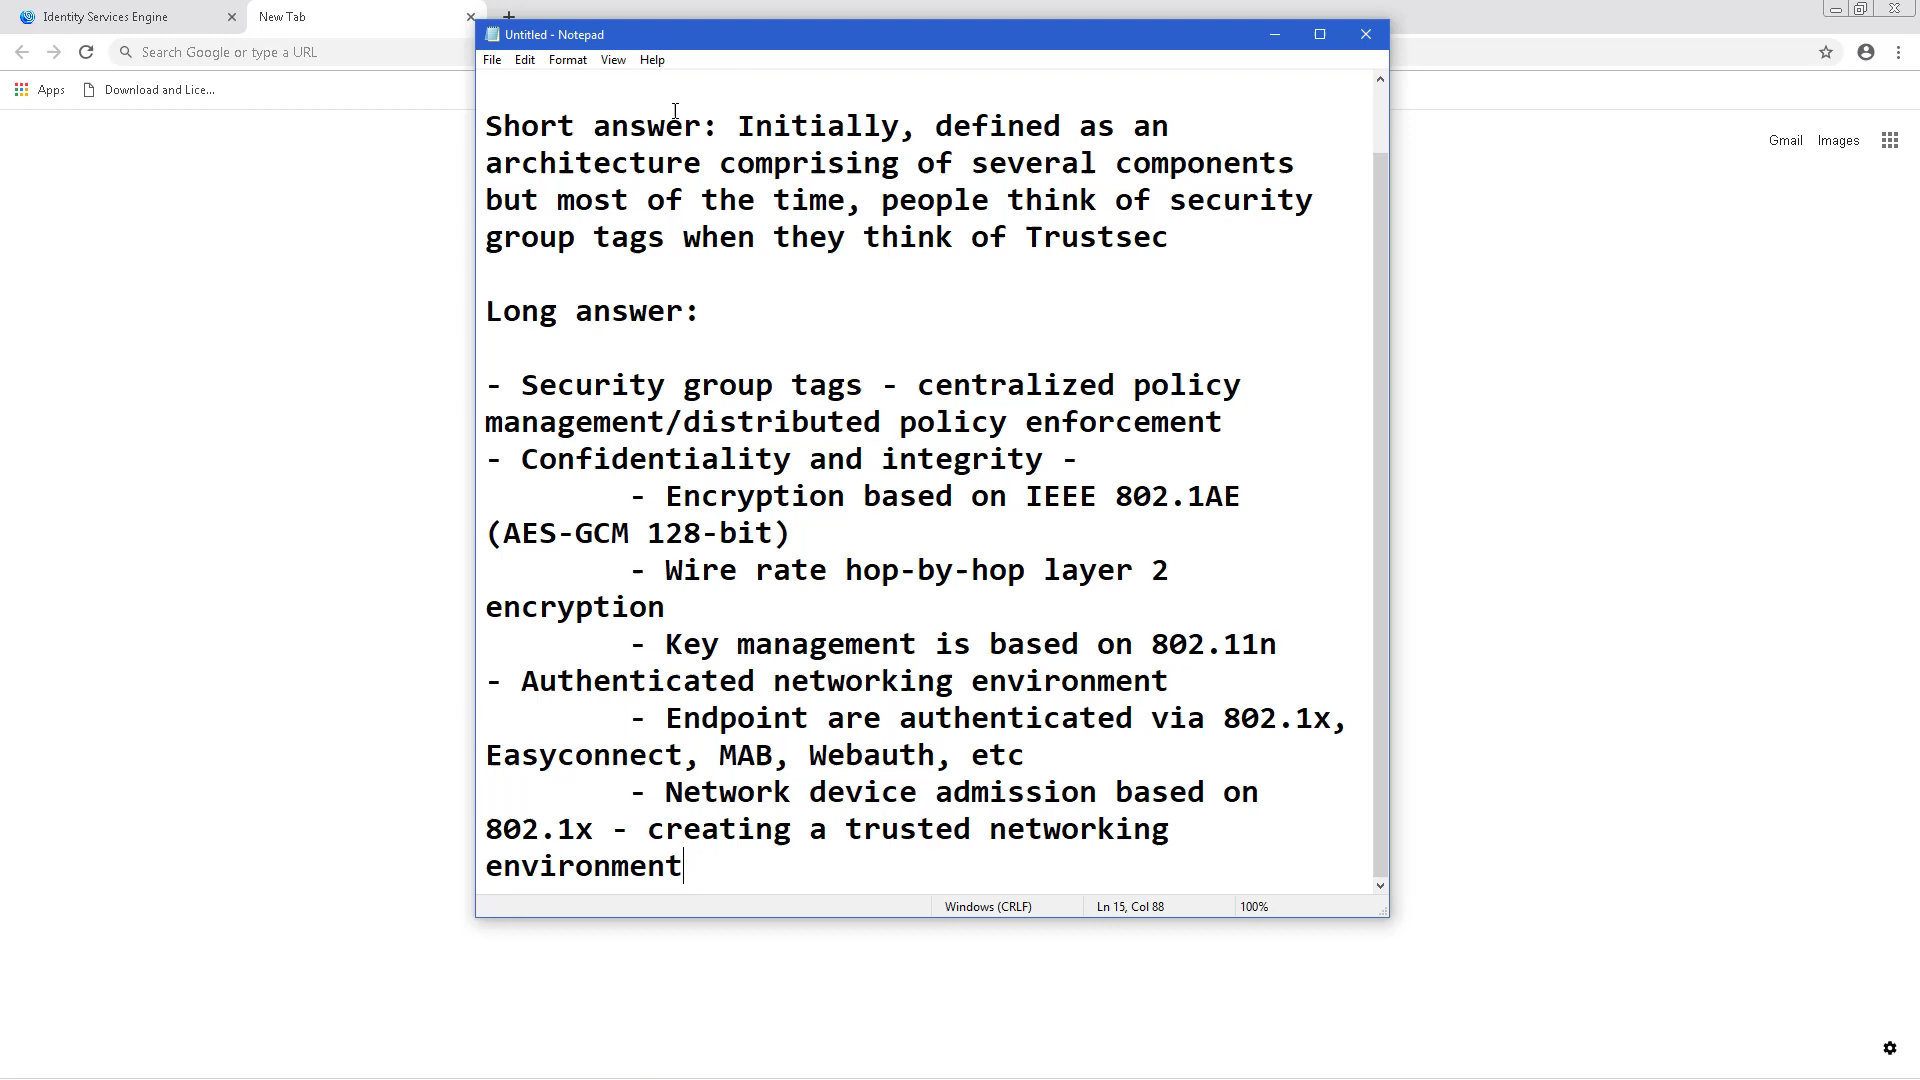 Identity Services Engine
New Tab
Search Google or type a URL
Apps
Download and Lice...
Gmail
Images
Untitled - Notepad
File Edit Format View Help
Short answer: Initially, defined as an
architecture comprising of several components
but most of the time, people think of security
group tags when they think of Trustsec
Long answer:
- Security group tags - centralized policy
management/distributed policy enforcement
- Confidentiality and integrity -
- Encryption based on IEEE 802.1AE
(AES-GCM 128-bit)
- Wire rate hop-by-hop layer 2
encryption
- Key management is based on 802.11n
- Authenticated networking environment
- Endpoint are authenticated via 802.1x,
Easyconnect, MAB, Webauth, etc
- Network device admission based on
802.1x - creating a trusted networking
environment
Windows (CRLF)
Ln 15, Col 88
100%